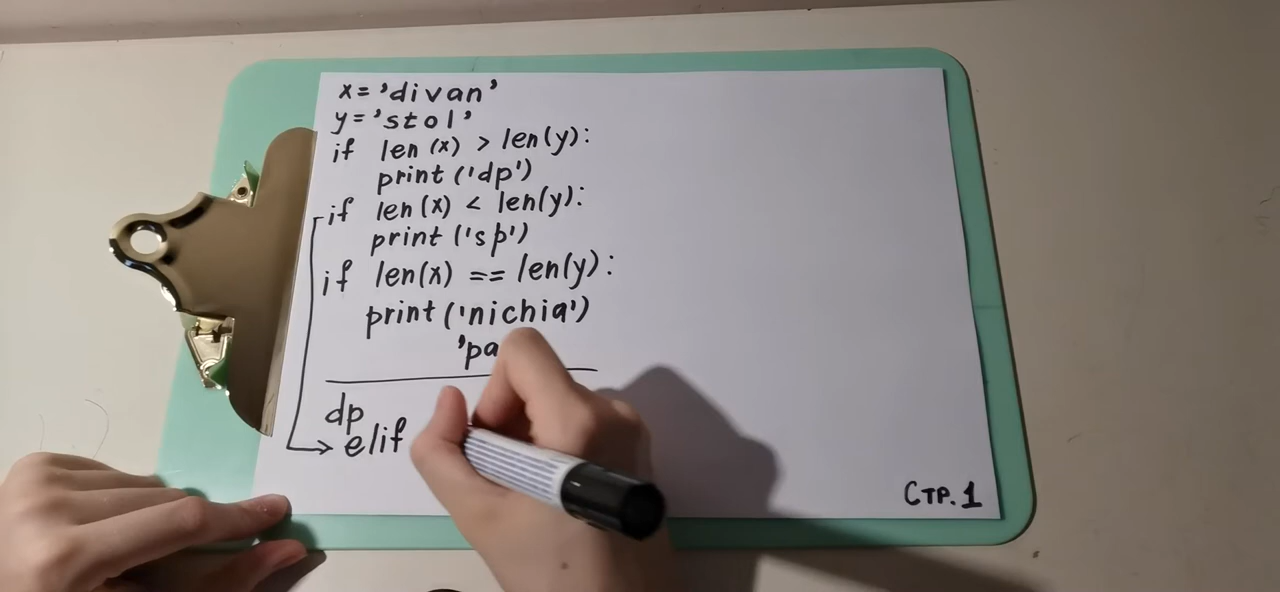 x = 'divan'
y = 'stol'
if len (x) > len(y):
print ('dp')
if len(x) < len(y):
print ('sp')
if len(x) == len(y):
print ('nichia')
dp
elif
Стр. 1